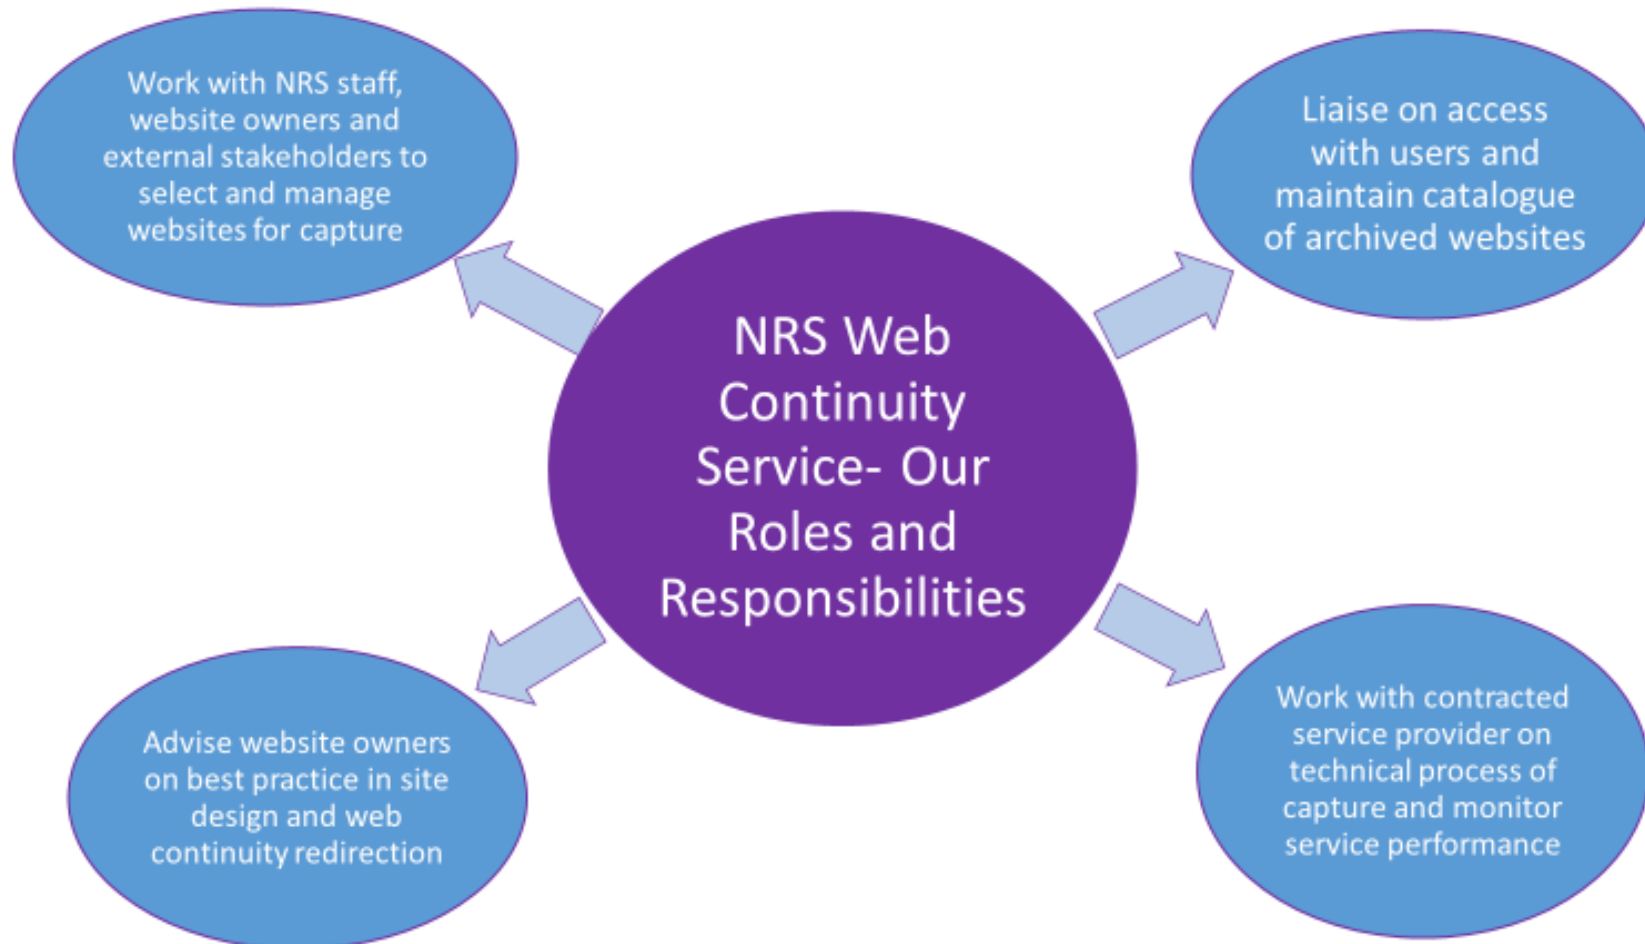 Work with NRS staff,
website owners and
external stakeholders to
select and manage
websites for capture
Liaise on access
with users and
maintain catalogue
of archived websites
NRS Web
Continuity
Service- Our
Roles and
Responsibilities
Advise website owners
on best practice in site
design and web
continuity redirection
Work with contracted
service provider on
technical process of
capture and monitor
service performance